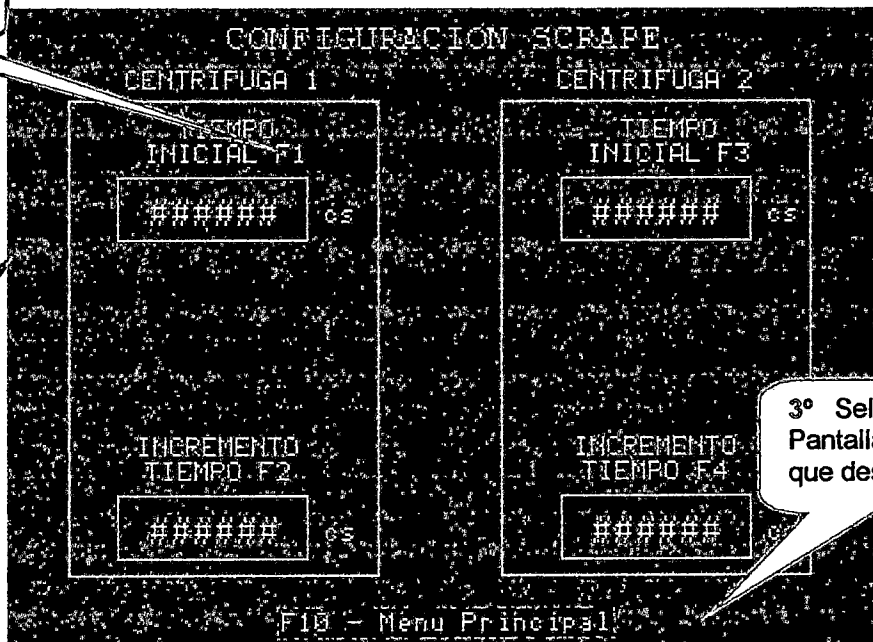 CONFIGURACION SCRAPE
CENTRIFUGA 1
TIEMPO
INICIAL F1
###### cs
INCREMENTO
TIEMPO F2
###### cs
CENTRIFUGA 2
TIEMPO
INICIAL F3
###### cs
INCREMENTO
TIEMPO F4
######
3º Sel
Pantalla
que des
F10 - Menu Principal